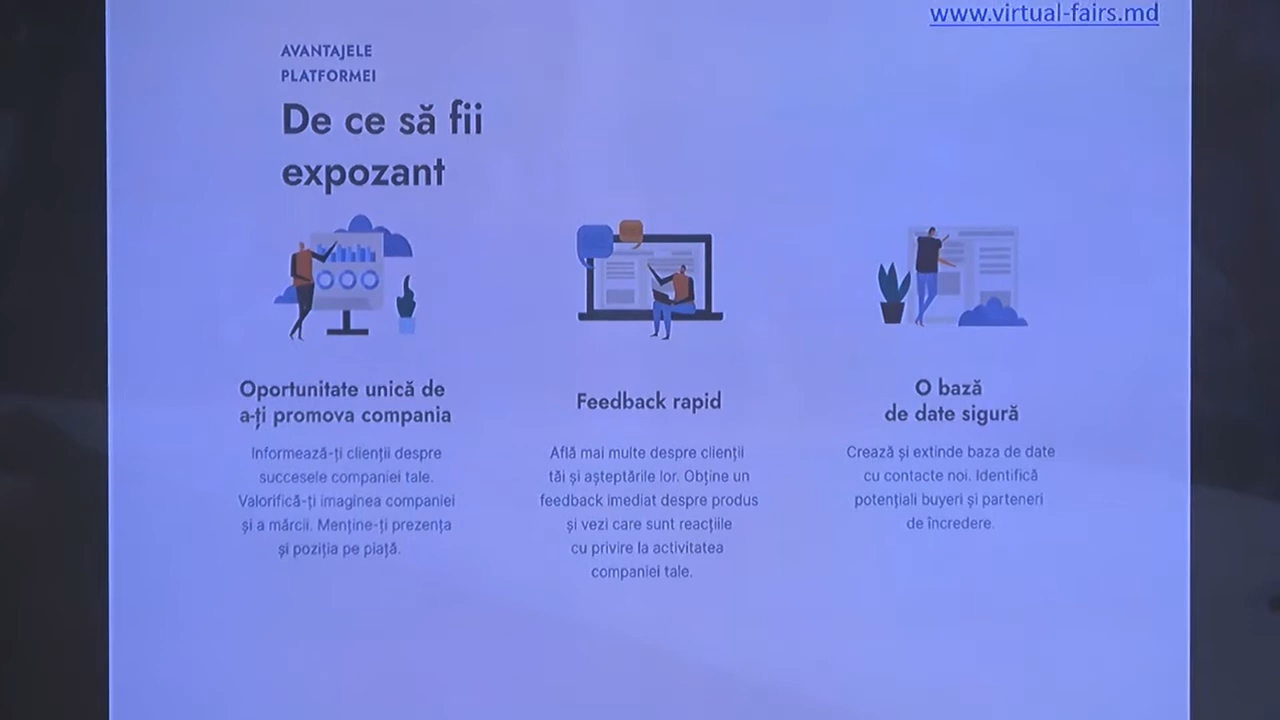 www.virtual-fairs.md
AVANTAJELE
PLATFORMEI
De ce să fii
expozant
Oportunitate unică de
a-ți promova compania
Informează-ți clienții despre
succesele companiei tale.
Valorifică-ți imaginea companiei
și a mărcii. Menține-ți prezența
și poziția pe piață.
Feedback rapid
Află mai multe despre clienții
tăi și așteptările lor. Obține un
feedback imediat despre produs
și vezi care sunt reacțiile
cu privire la activitatea
companiei tale.
O bază
de date sigură
Crează și extinde baza de date
cu contacte noi. Identifică
potențiali buyeri și parteneri
de încredere.